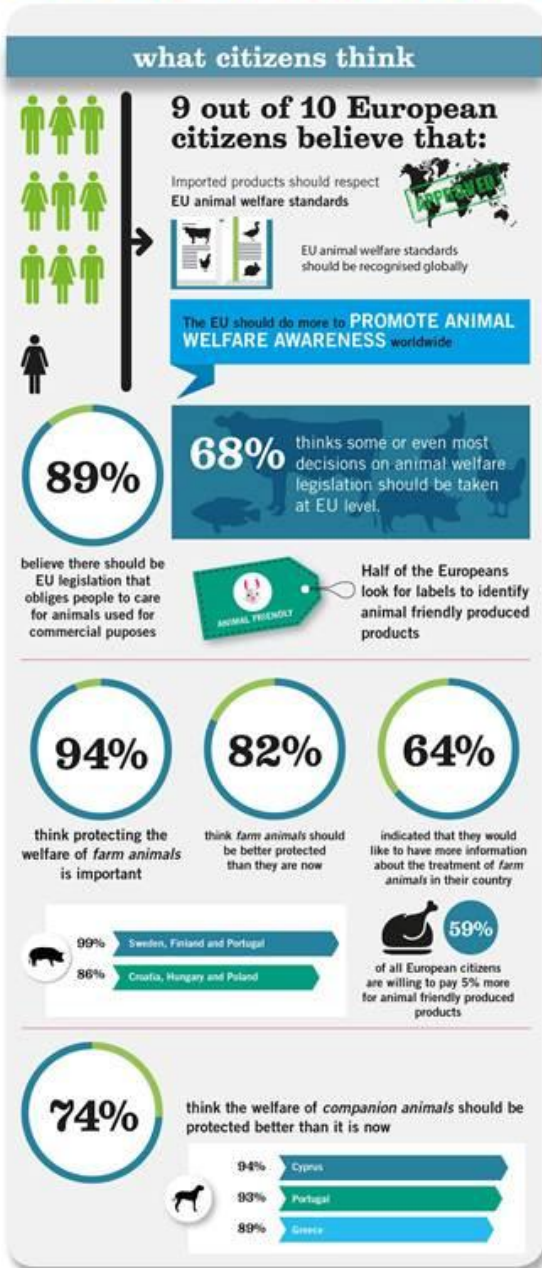 what citizens think
9 out of 10 European
citizens believe that:
Imported products should respect
EU animal welfare standards
APPROVED
EU animal welfare standards
should be recognised globally
The EU should do more to PROMOTE ANIMAL
WELFARE AWARENESS worldwide
89%
believe there should be
EU legislation that
obliges people to care
for animals used for
commercial puposes
68%
thinks some or even most
decisions on animal welfare
legislation should be taken
at EU level.
ANIMAL FRIENDLY
Half of the Europeans
look for labels to identify
animal friendly produced
products
94%
think protecting the
welfare of farm animals
is important
82%
think farm animals should
be better protected
than they are now
64%
indicated that they would
like to have more information
about the treatment of farm
animals in their country
99% Sweden, Finland and Portugal
86% Croatia, Hungary and Poland
59%
of all European citizens
are willing to pay 5% more
for animal friendly produced
products
74%
think the welfare of companion animals should be
protected better than it is now
94% Cyprus
93% Portugal
89% Greece